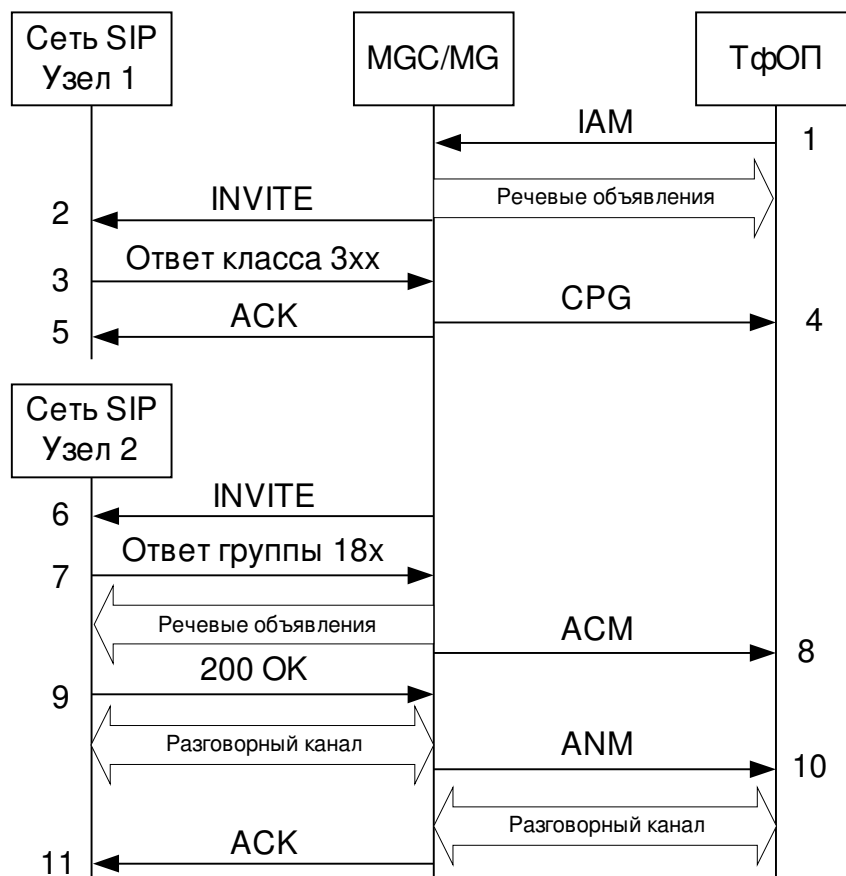 Сеть SIP
Узел 1
MGC/MG
ТфОП
IAM
1
Речевые объявления
INVITE
2
Ответ класса 3хх
3
CPG
4
ACK
5
Сеть SIP
Узел 2
INVITE
6
Ответ группы 18х
7
Речевые объявления
ACM
8
200 OK
9
Разговорный канал
ANM
10
Разговорный канал
ACK
11